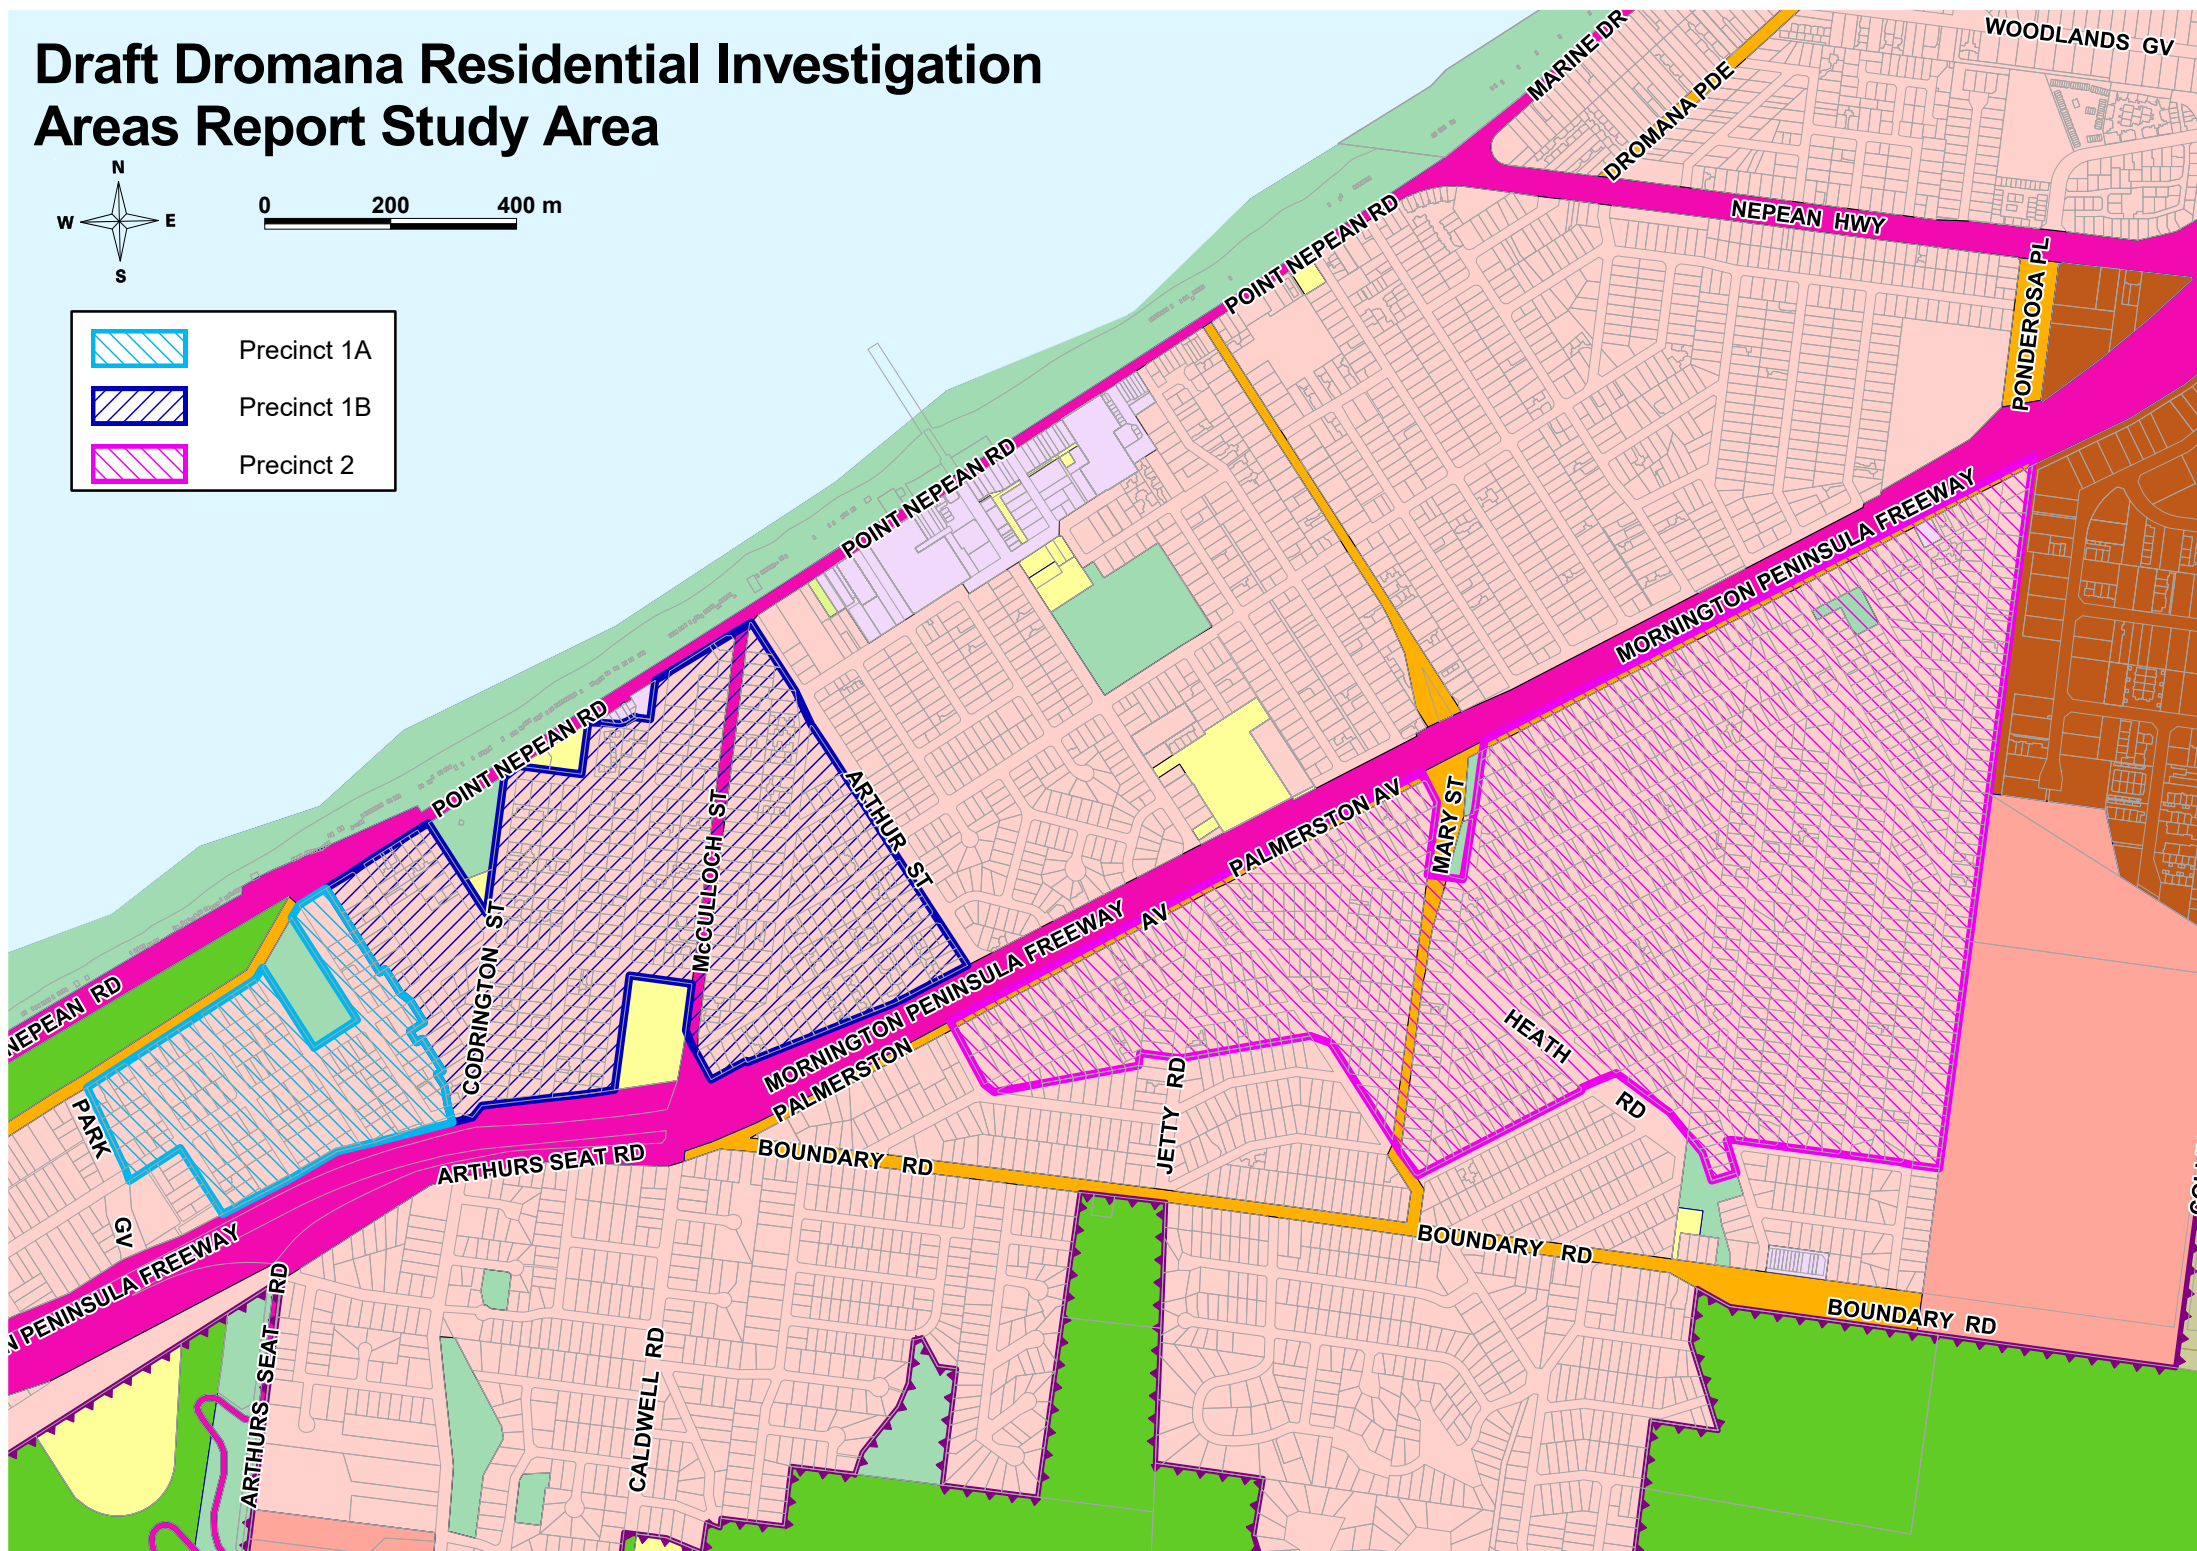 Draft Dromana Residential Investigation
Areas Report Study Area
N
W
E
S
0
200
400 m
Precinct 1A
Precinct 1B
Precinct 2
WOODLANDS GV
MARINE DR
DROMANA PDE
NEPEAN HWY
PONDEROSA PL
POINT NEPEAN RD
POINT NEPEAN RD
POINT NEPEAN RD
NEPEAN RD
MORNINGTON PENINSULA FREEWAY
PALMERSTON AV
MARY ST
ARTHUR ST
McCULLOCH ST
CODRINGTON ST
MORNINGTON PENINSULA FREEWAY
PALMERSTON AV
HEATH RD
JETTY RD
PARK GV
ARTHURS SEAT RD
BOUNDARY RD
BOUNDARY RD
BOUNDARY RD
N PENINSULA FREEWAY
ARTHURS SEAT RD
CALDWELL RD